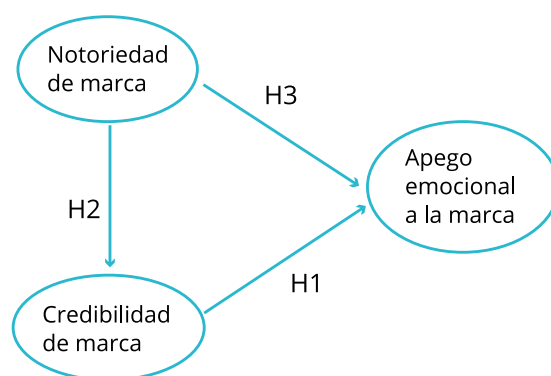 Notoriedad
de marca
H3
Apego
emocional
a la marca
H2
H1
Credibilidad
de marca